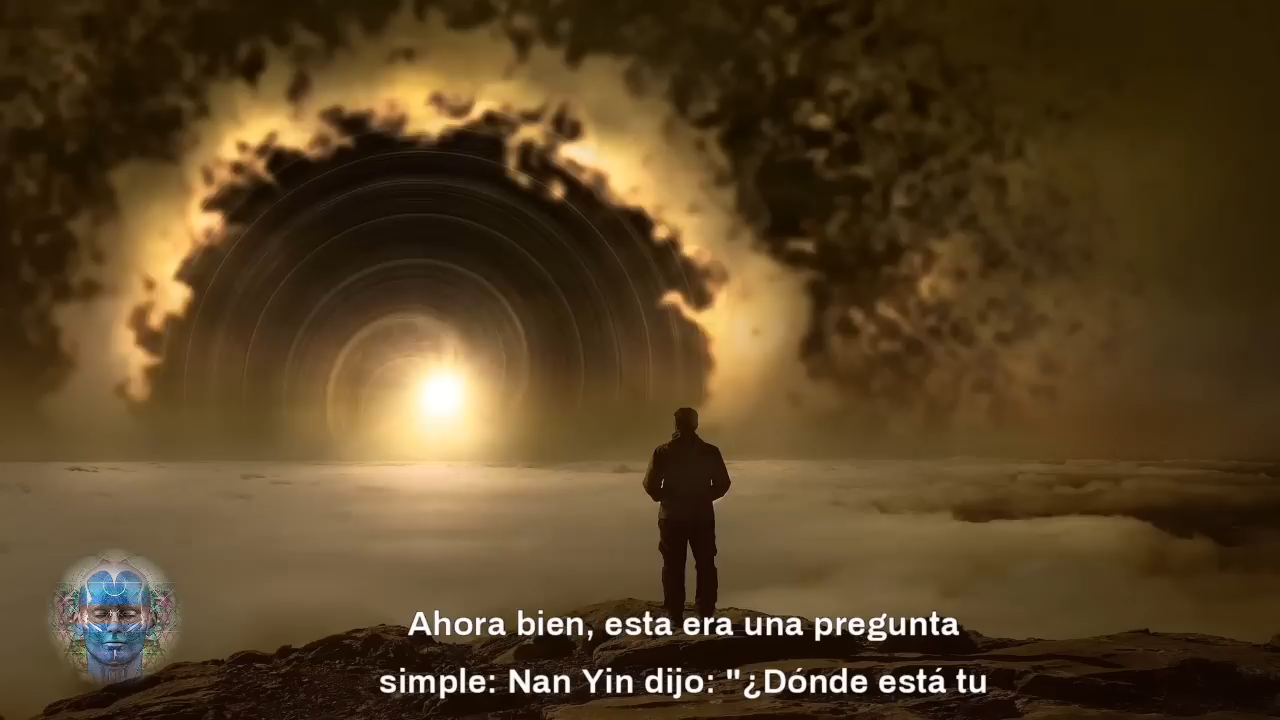 Ahora bien, esta era una pregunta
simple: Nan Yin dijo: "¿Dónde está tu